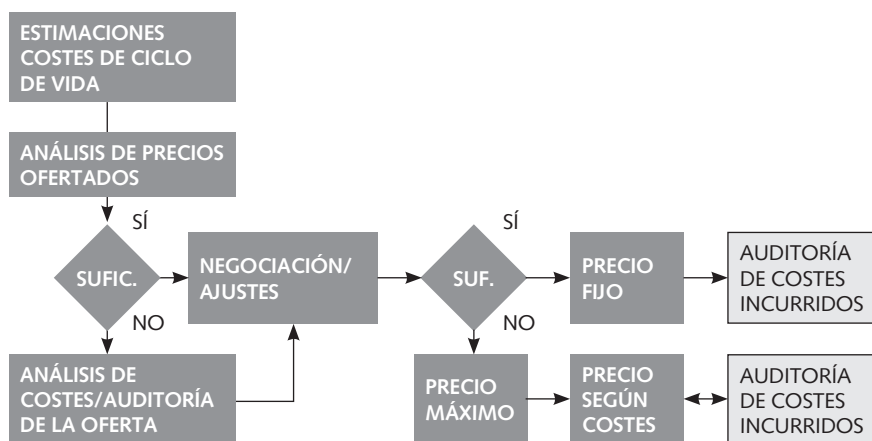 ESTIMACIONES
COSTES DE CICLO
DE VIDA
ANÁLISIS DE PRECIOS
OFERTADOS
SÍ
SUFIC.
NO
NEGOCIACIÓN/
AJUSTES
ANÁLISIS DE
COSTES/AUDITORÍA
DE LA OFERTA
SÍ
SUF.
NO
PRECIO
FIJO
AUDITORÍA
DE COSTES
INCURRIDOS
PRECIO
MÁXIMO
PRECIO
SEGÚN
COSTES
AUDITORÍA
DE COSTES
INCURRIDOS